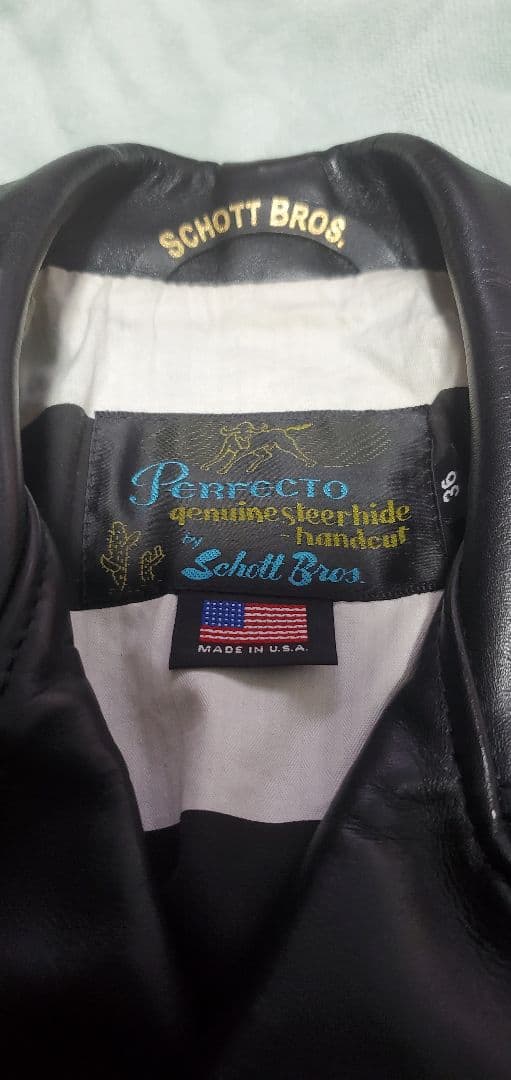 SCHOTT BROS.
PERFECTO
genuine steerhide
-handcut
by
Schott Bros.
36
MADE IN U.S.A.